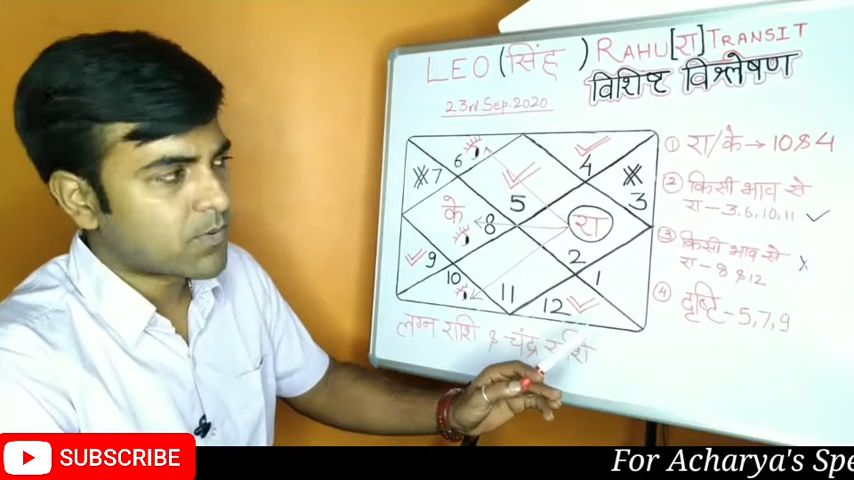 LEO (सिंह) RAHU[रा] TRANSIT
विशिष्ट विश्लेषण
23rd Sep. 2020
① रा/के → 10 & 4
② किसी भाव से
रा - 3, 6, 10, 11 ✓
③ किसी भाव से
रा - 8 & 12 x
④ दृष्टि - 5, 7, 9
6
4
7
5
3
के
8
रा
2
9
10
11
12
1
लग्न राशि & चंद्र राशि
SUBSCRIBE
For Acharya's Spe